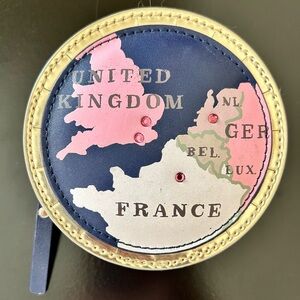 UNITED
KINGDOM
NL
GER
BEL.
LUX.
FRANCE